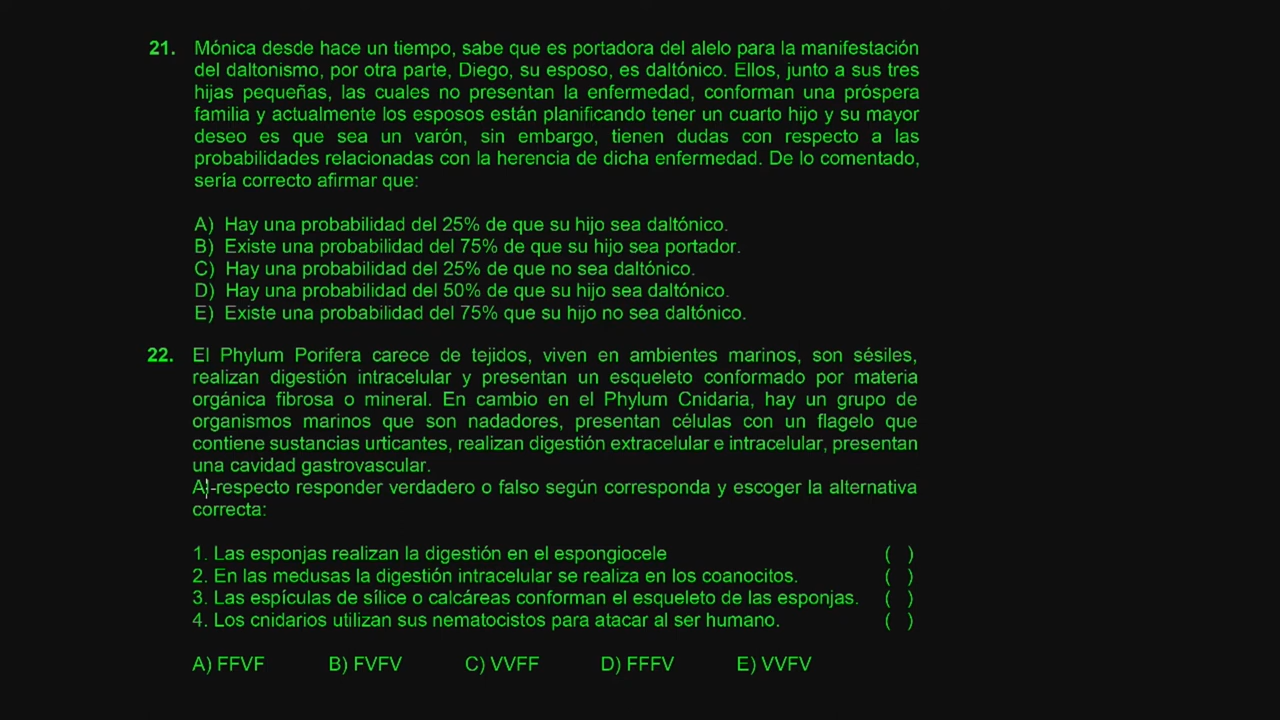 21. Mónica desde hace un tiempo, sabe que es portadora del alelo para la manifestación
del daltonismo, por otra parte, Diego, su esposo, es daltónico. Ellos, junto a sus tres
hijas pequeñas, las cuales no presentan la enfermedad, conforman una próspera
familia y actualmente los esposos están planificando tener un cuarto hijo y su mayor
deseo es que sea un varón, sin embargo, tienen dudas con respecto a las
probabilidades relacionadas con la herencia de dicha enfermedad. De lo comentado,
sería correcto afirmar que:
A) Hay una probabilidad del 25% de que su hijo sea daltónico.
B) Existe una probabilidad del 75% de que su hijo sea portador.
C) Hay una probabilidad del 25% de que no sea daltónico.
D) Hay una probabilidad del 50% de que su hijo sea daltónico.
E) Existe una probabilidad del 75% que su hijo no sea daltónico.
22. El Phylum Porifera carece de tejidos, viven en ambientes marinos, son sésiles,
realizan digestión intracelular y presentan un esqueleto conformado por materia
orgánica fibrosa o mineral. En cambio en el Phylum Cnidaria, hay un grupo de
organismos marinos que son nadadores, presentan células con un flagelo que
contiene sustancias urticantes, realizan digestión extracelular e intracelular, presentan
una cavidad gastrovascular.
Al respecto responder verdadero o falso según corresponda y escoger la alternativa
correcta:
1. Las esponjas realizan la digestión en el espongiocele ( )
2. En las medusas la digestión intracelular se realiza en los coanocitos. ( )
3. Las espículas de sílice o calcáreas conforman el esqueleto de las esponjas. ( )
4. Los cnidarios utilizan sus nematocistos para atacar al ser humano. ( )
A) FFVF B) FVFV C) VVFF D) FFFV E) VVFV